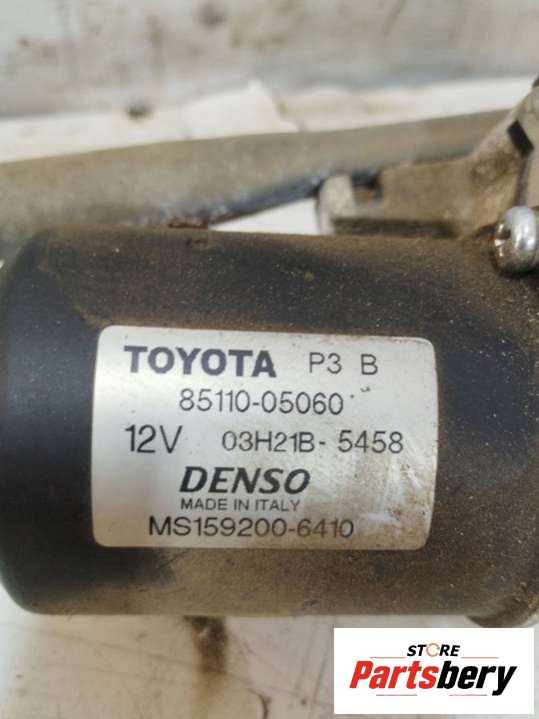 TOYOTA P3 B
85110-05060
12V 03H21B-5458
DENSO
MADE IN ITALY
MS159200-6410
STORE
Partsbery